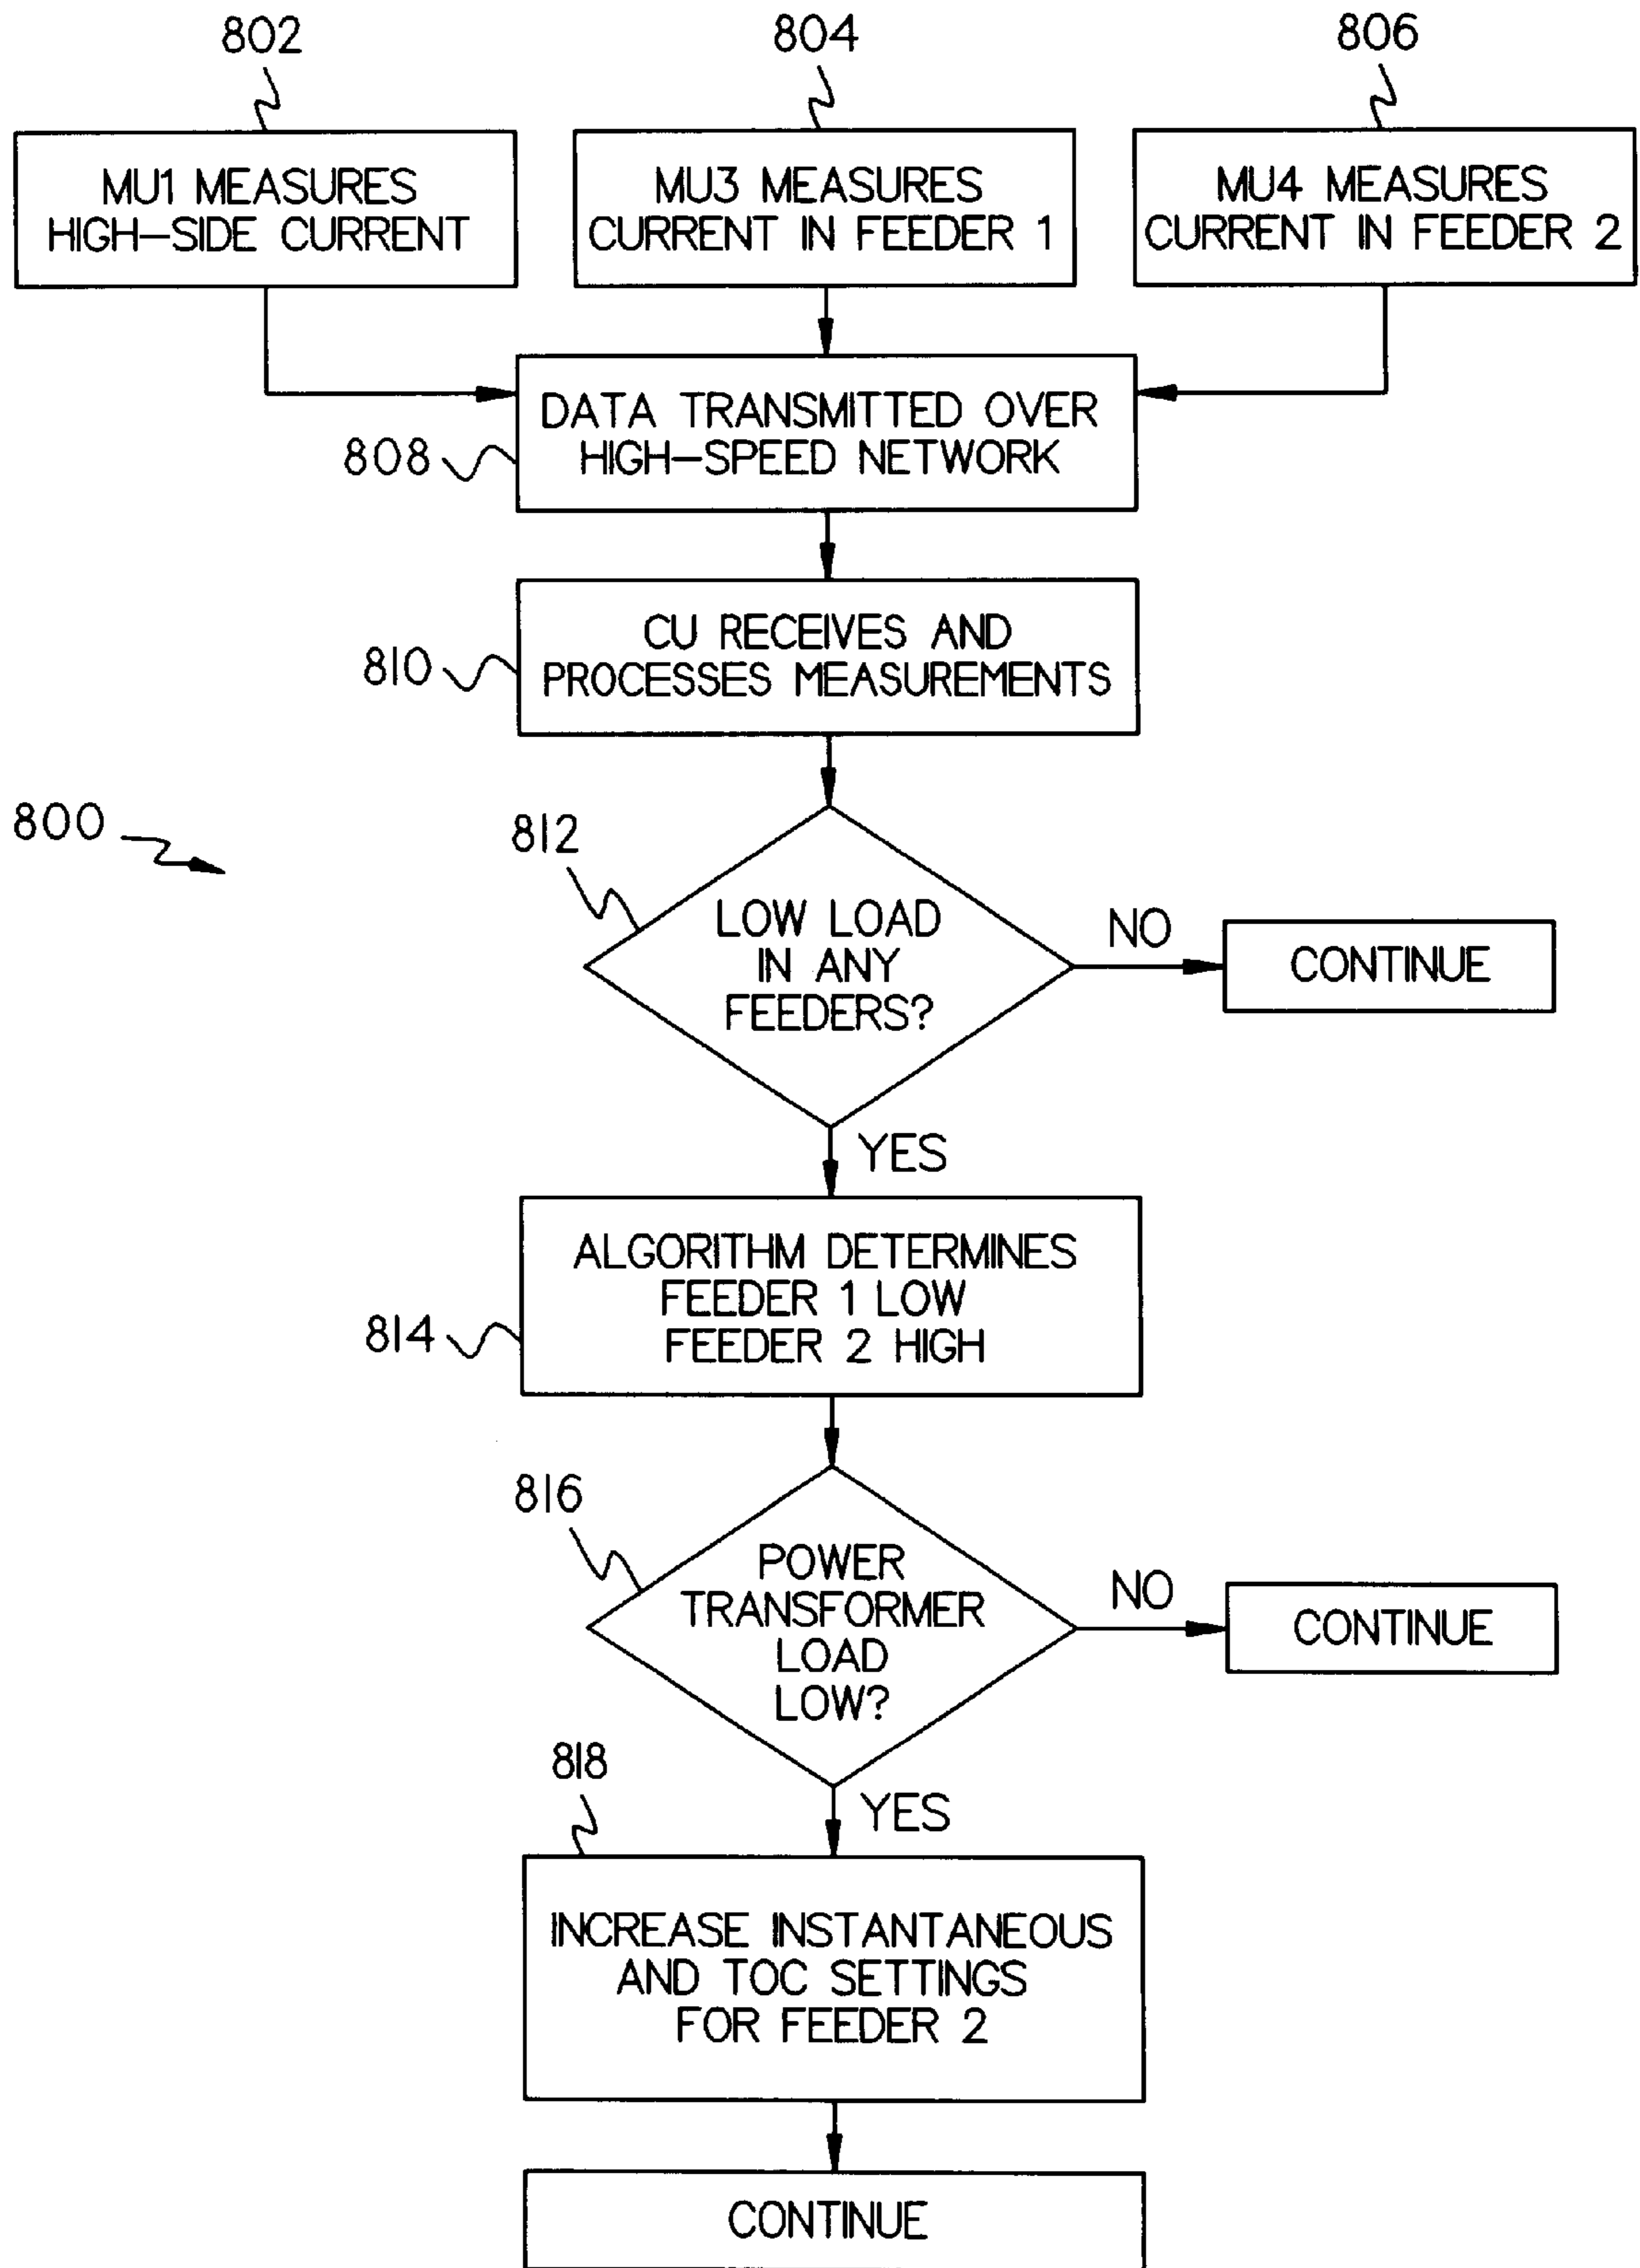 802
804
806
MU1 MEASURES
HIGH-SIDE CURRENT
MU3 MEASURES
CURRENT IN FEEDER 1
MU4 MEASURES
CURRENT IN FEEDER 2
808
DATA TRANSMITTED OVER
HIGH-SPEED NETWORK
810
CU RECEIVES AND
PROCESSES MEASUREMENTS
800
812
LOW LOAD
IN ANY
FEEDERS?
NO
CONTINUE
YES
814
ALGORITHM DETERMINES
FEEDER 1 LOW
FEEDER 2 HIGH
816
POWER
TRANSFORMER
LOAD
LOW?
NO
CONTINUE
YES
818
INCREASE INSTANTANEOUS
AND TOC SETTINGS
FOR FEEDER 2
CONTINUE